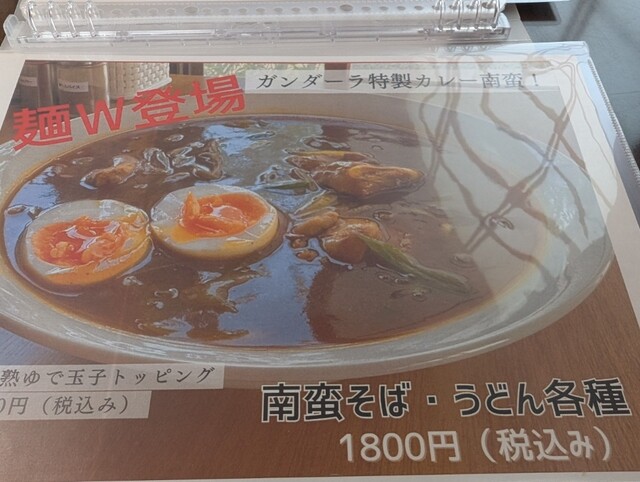 ガンダーラ特製カレー南蛮！
麺W登場
熟ゆで玉子トッピング
0円（税込み）
南蛮そば・うどん各種
1800円（税込み）